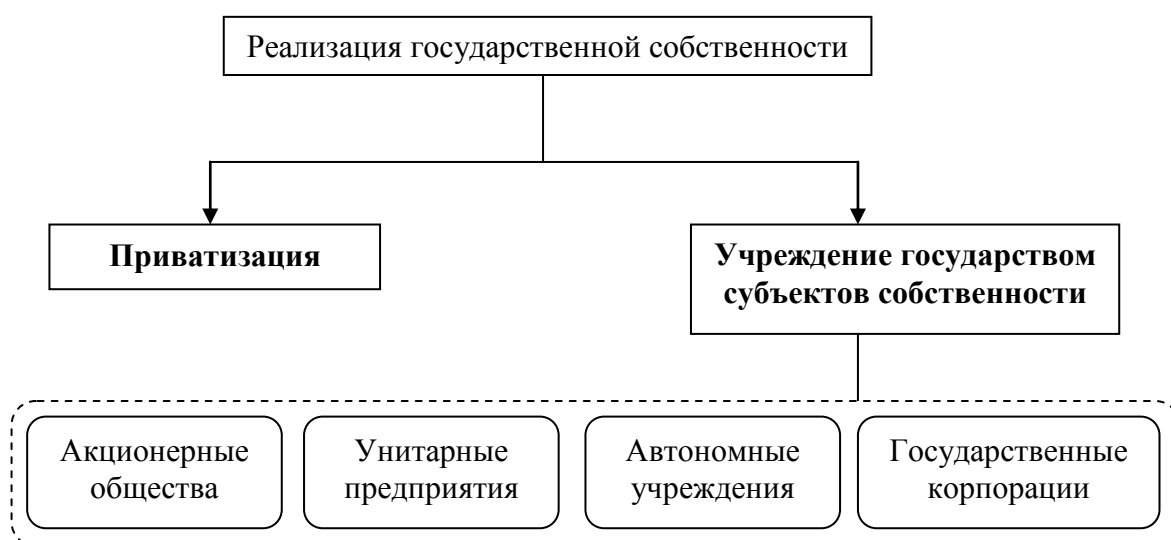 Реализация государственной собственности
Приватизация
Учреждение государством
субъектов собственности
Акционерные
общества
Унитарные
предприятия
Автономные
учреждения
Государственные
корпорации